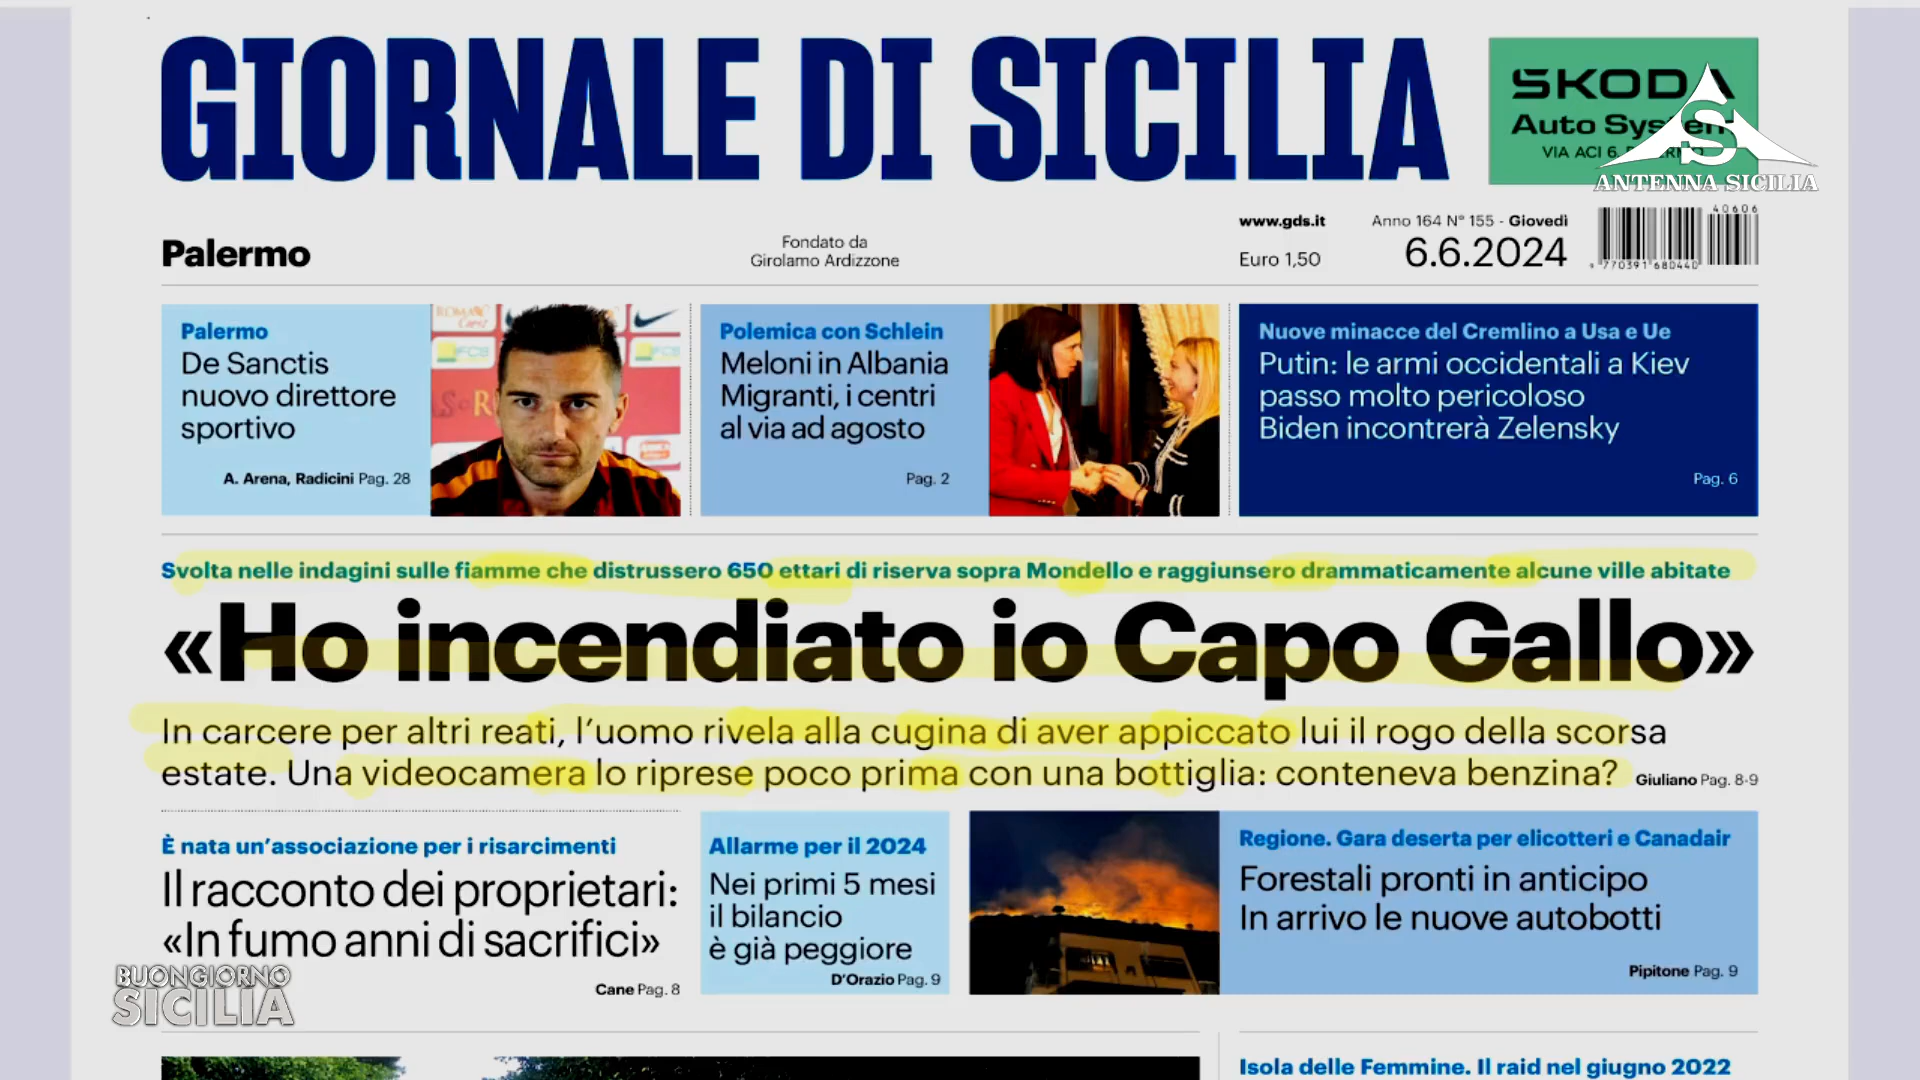 GIORNALE DI SICILIA
SKODA
Auto System
VIA ACI 6,
ANTENNA SICILIA
Palermo
Fondato da
Girolamo Ardizzone
www.gds.it
Euro 1,50
Anno 164 N° 155 - Giovedì
6.6.2024
40606
9 770391 680440
Palermo
De Sanctis
nuovo direttore
sportivo
A. Arena, Radicini Pag. 28
Polemica con Schlein
Meloni in Albania
Migranti, i centri
al via ad agosto
Pag. 2
Nuove minacce del Cremlino a Usa e Ue
Putin: le armi occidentali a Kiev
passo molto pericoloso
Biden incontrerà Zelensky
Pag. 6
Svolta nelle indagini sulle fiamme che distrussero 650 ettari di riserva sopra Mondello e raggiunsero drammaticamente alcune ville abitate
«Ho incendiato io Capo Gallo»
In carcere per altri reati, l'uomo rivela alla cugina di aver appiccato lui il rogo della scorsa
estate. Una videocamera lo riprese poco prima con una bottiglia: conteneva benzina? Giuliano Pag. 8-9
È nata un'associazione per i risarcimenti
Il racconto dei proprietari:
«In fumo anni di sacrifici»
Cane Pag. 8
Allarme per il 2024
Nei primi 5 mesi
il bilancio
è già peggiore
D'Orazio Pag. 9
Regione. Gara deserta per elicotteri e Canadair
Forestali pronti in anticipo
In arrivo le nuove autobotti
Pipitone Pag. 9
BUONGIORNO
SICILIA
Isola delle Femmine. Il raid nel giugno 2022